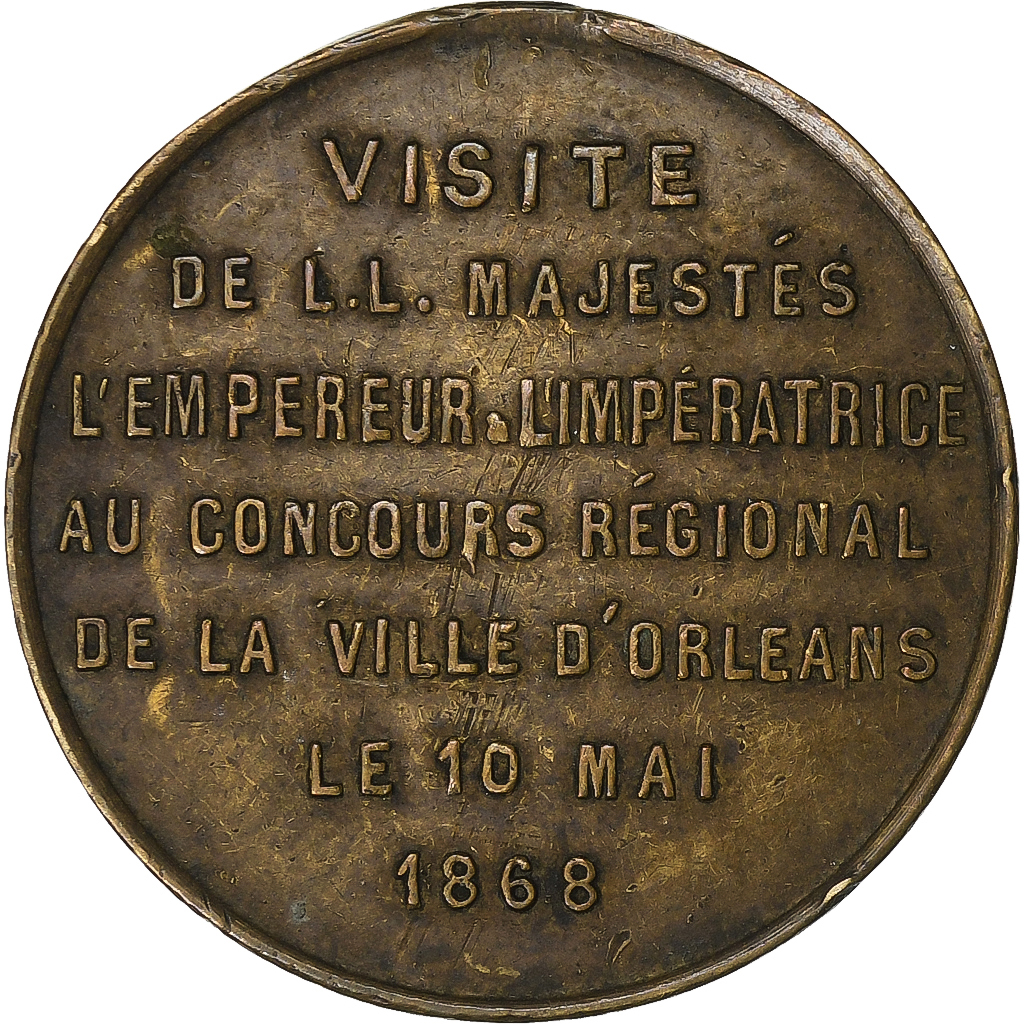 VISITE
DE L.L. MAJESTÉS
L'EMPEREUR.L'IMPÉRATRICE
AU CONCOURS RÉGIONAL
DE LA VILLE D'ORLEANS
LE 10 MAI
1868